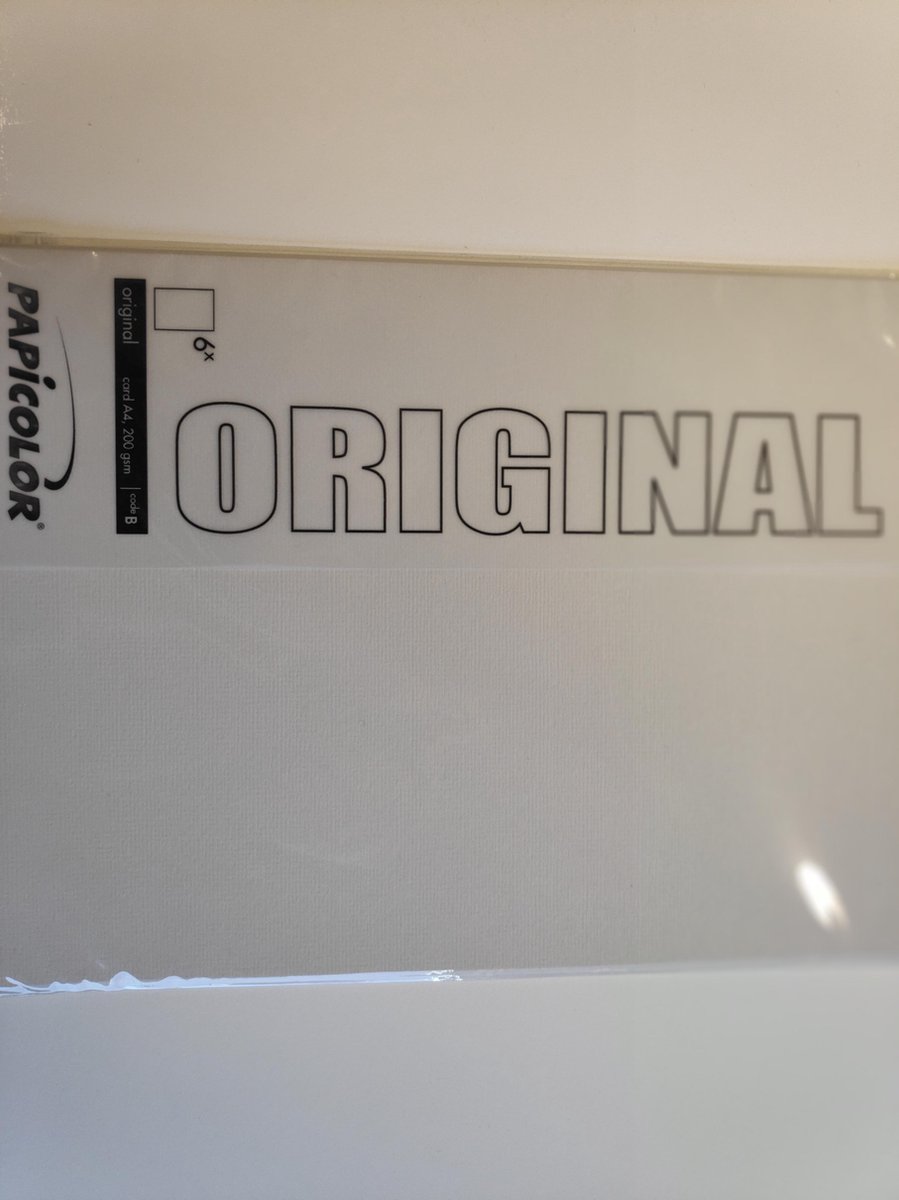 PAPiCOLOR®
original card A4, 200 gsm | code B
6x
ORIGINAL